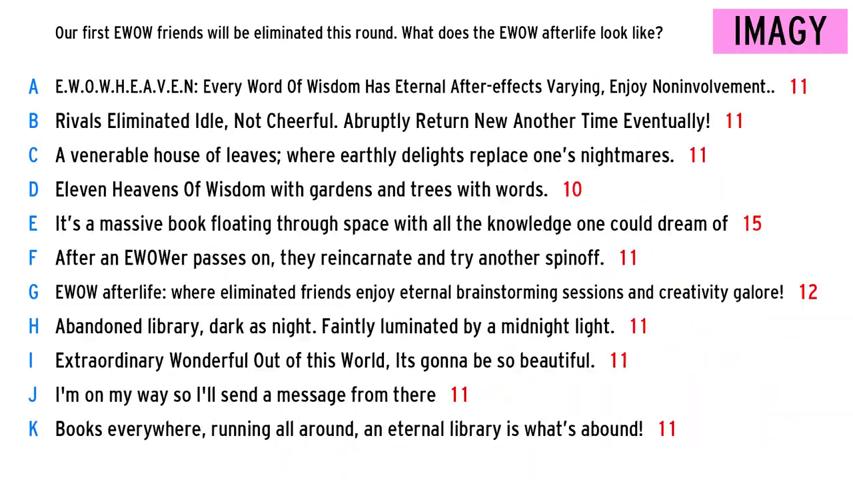 Our first EWOW friends will be eliminated this round. What does the EWOW afterlife look like?
IMAGY
A E.W.O.W.H.E.A.V.E.N: Every Word Of Wisdom Has Eternal After-effects Varying, Enjoy Noninvolvement.. 11
B Rivals Eliminated Idle, Not Cheerful. Abruptly Return New Another Time Eventually! 11
C A venerable house of leaves; where earthly delights replace one's nightmares. 11
D Eleven Heavens Of Wisdom with gardens and trees with words. 10
E It's a massive book floating through space with all the knowledge one could dream of 15
F After an EWOWer passes on, they reincarnate and try another spinoff. 11
G EWOW afterlife: where eliminated friends enjoy eternal brainstorming sessions and creativity galore! 12
H Abandoned library, dark as night. Faintly luminated by a midnight light. 11
I Extraordinary Wonderful Out of this World, Its gonna be so beautiful. 11
J I'm on my way so I'll send a message from there 11
K Books everywhere, running all around, an eternal library is what's abound! 11